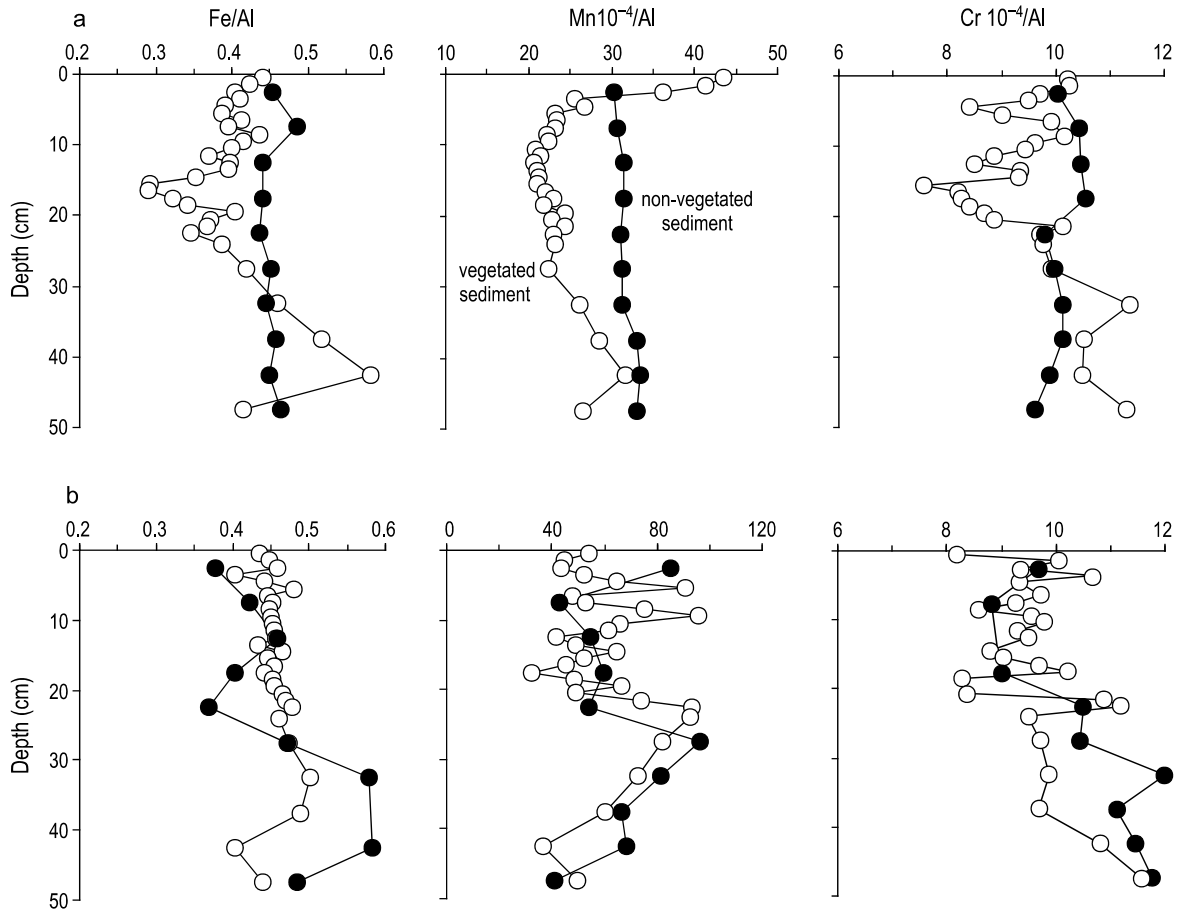 a
Fe/Al
Mn10⁻⁴/Al
Cr 10⁻⁴/Al
0.2 0.3 0.4 0.5 0.6
10 20 30 40 50
6 8 10 12
0
10
20
30
40
50
Depth (cm)
non-vegetated
sediment
vegetated
sediment
b
0.2 0.3 0.4 0.5 0.6
0 40 80 120
6 8 10 12
0
10
20
30
40
50
Depth (cm)